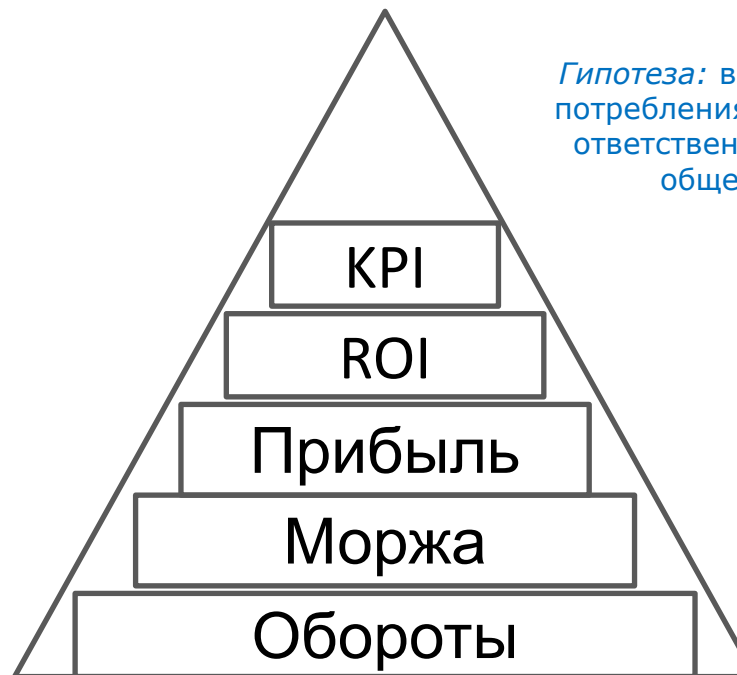 Гипотеза: в
потребления
ответствен
обще
KPI
ROI
Прибыль
Моржа
Обороты